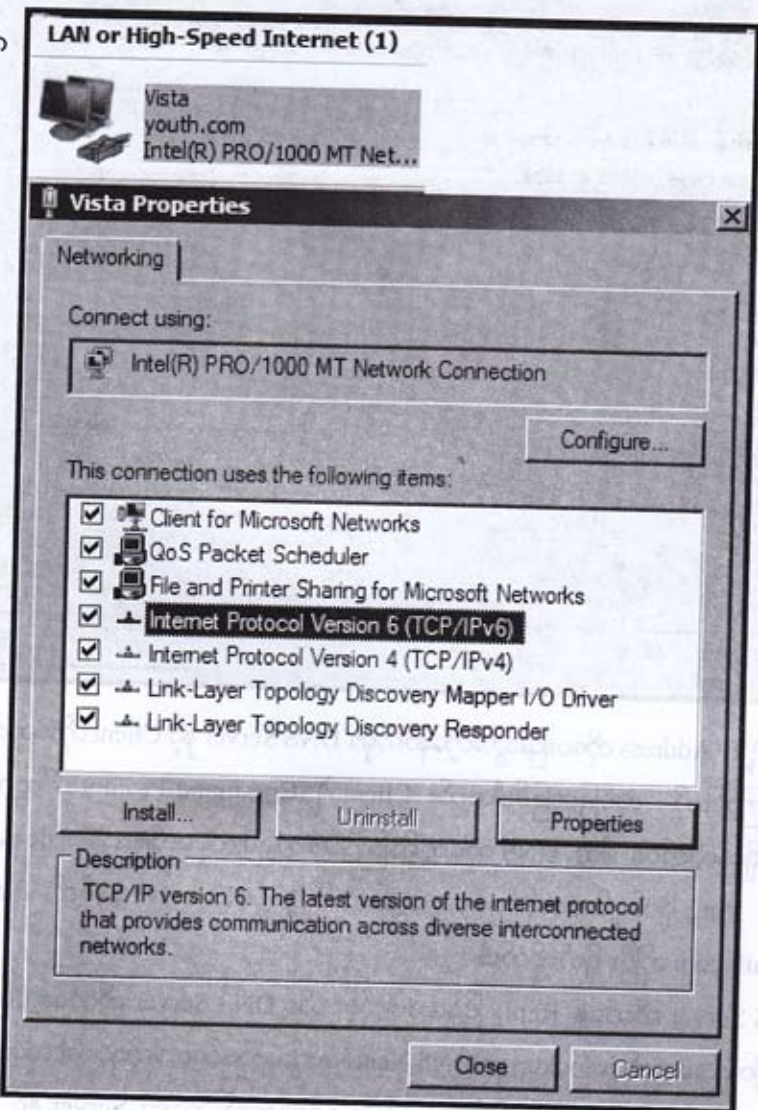 LAN or High-Speed Internet (1)
Vista
youth.com
Intel(R) PRO/1000 MT Net...
Vista Properties
Networking
Connect using:
Intel(R) PRO/1000 MT Network Connection
Configure...
This connection uses the following items:
Client for Microsoft Networks
QoS Packet Scheduler
File and Printer Sharing for Microsoft Networks
Internet Protocol Version 6 (TCP/IPv6)
Internet Protocol Version 4 (TCP/IPv4)
Link-Layer Topology Discovery Mapper I/O Driver
Link-Layer Topology Discovery Responder
Install...
Uninstall
Properties
Description
TCP/IP version 6. The latest version of the internet protocol
that provides communication across diverse interconnected
networks.
Close
Cancel